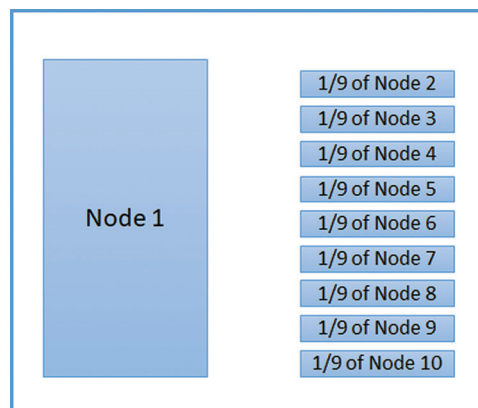 Node 1
1/9 of Node 2
1/9 of Node 3
1/9 of Node 4
1/9 of Node 5
1/9 of Node 6
1/9 of Node 7
1/9 of Node 8
1/9 of Node 9
1/9 of Node 10